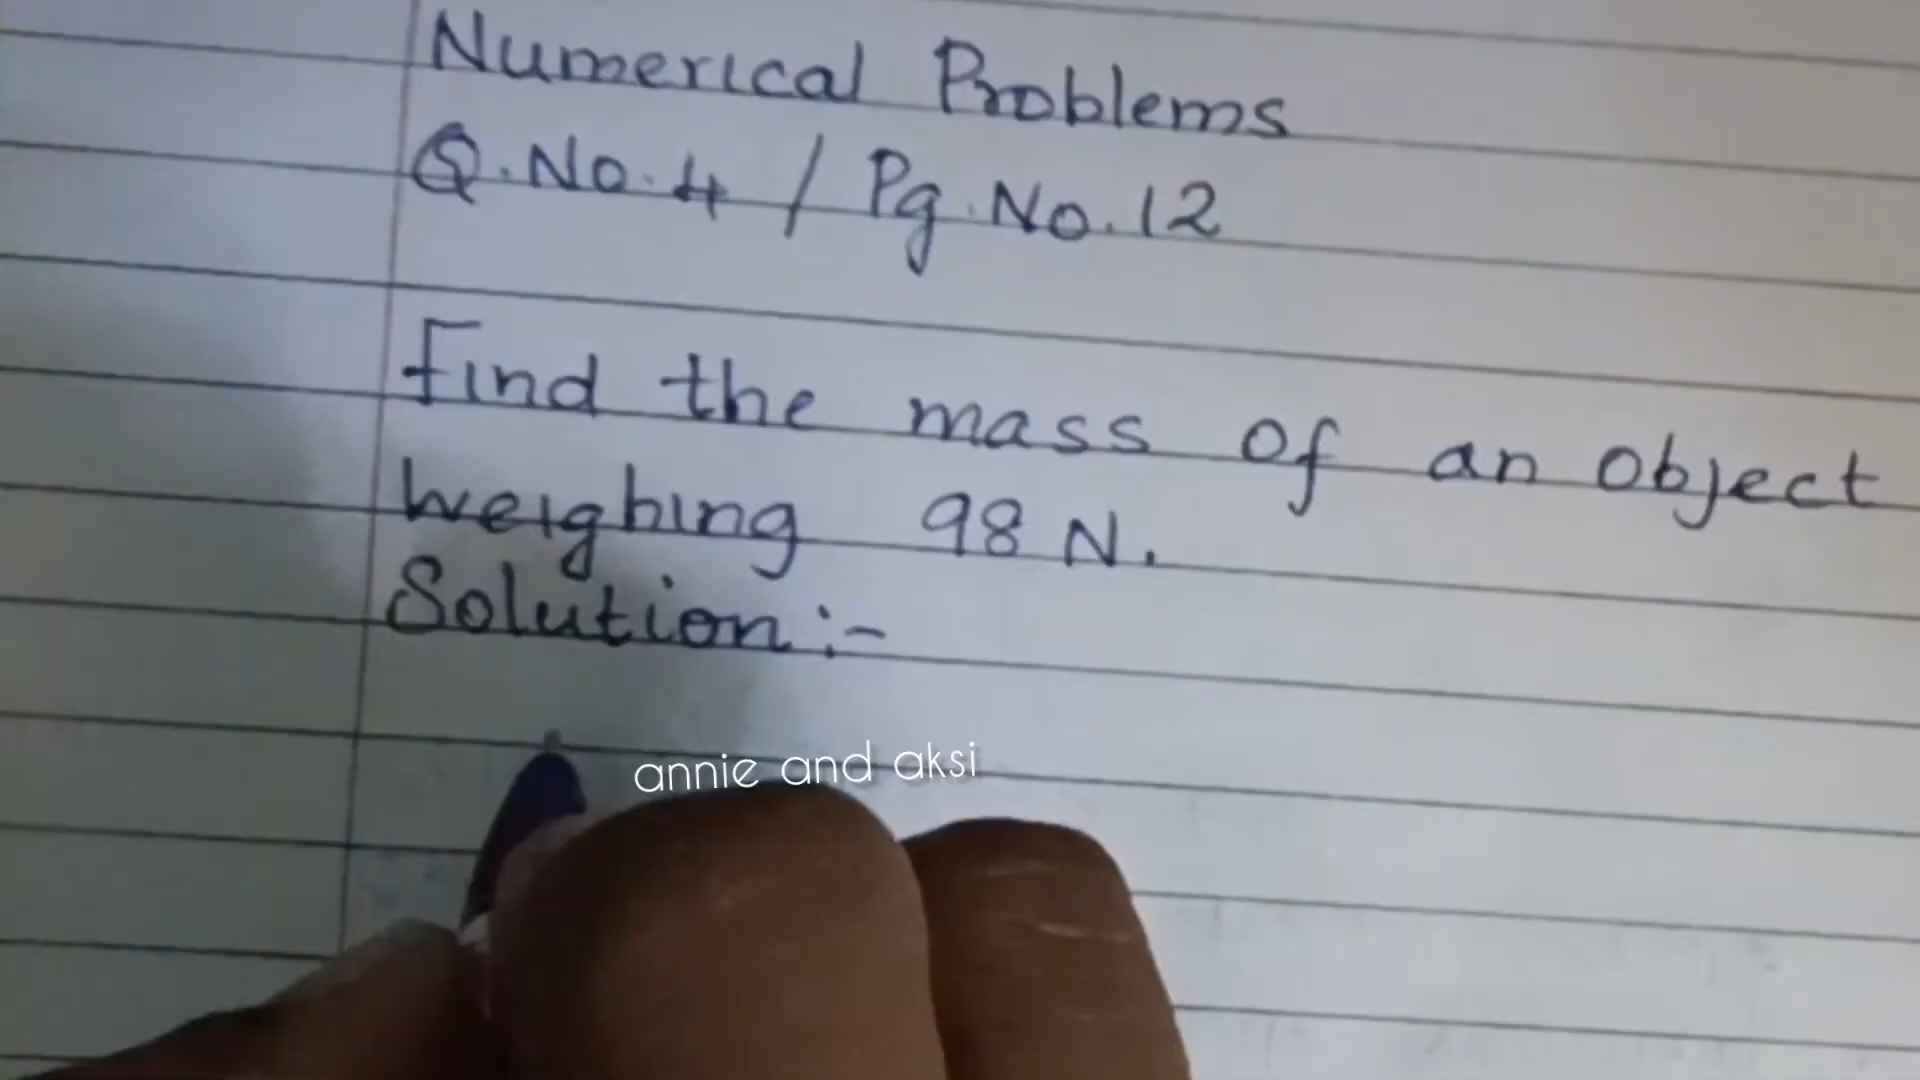 Numerical Problems
Q.No.4 / Pg.No.12
Find the mass of an object
weighing 98 N.
Solution:-
annie and aksi